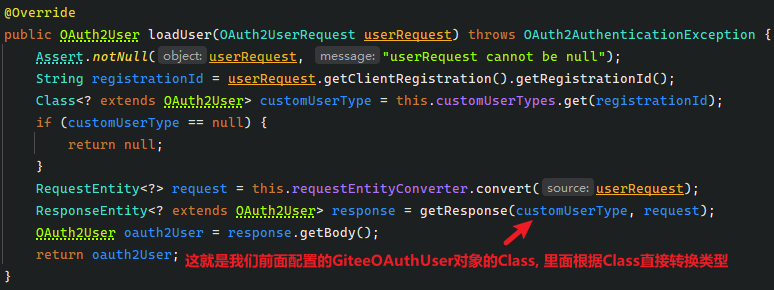 @Override
public OAuth2User loadUser(OAuth2UserRequest userRequest) throws OAuth2AuthenticationException {
    Assert.notNull( object: userRequest, message: "userRequest cannot be null");
    String registrationId = userRequest.getClientRegistration().getRegistrationId();
    Class<? extends OAuth2User> customUserType = this.customUserTypes.get(registrationId);
    if (customUserType == null) {
        return null;
    }
    RequestEntity<?> request = this.requestEntityConverter.convert( source: userRequest);
    ResponseEntity<? extends OAuth2User> response = getResponse(customUserType, request);
    OAuth2User oauth2User = response.getBody();
    return oauth2User; 这就是我们前面配置的GiteeOAuthUser对象的Class, 里面根据Class直接转换类型
}